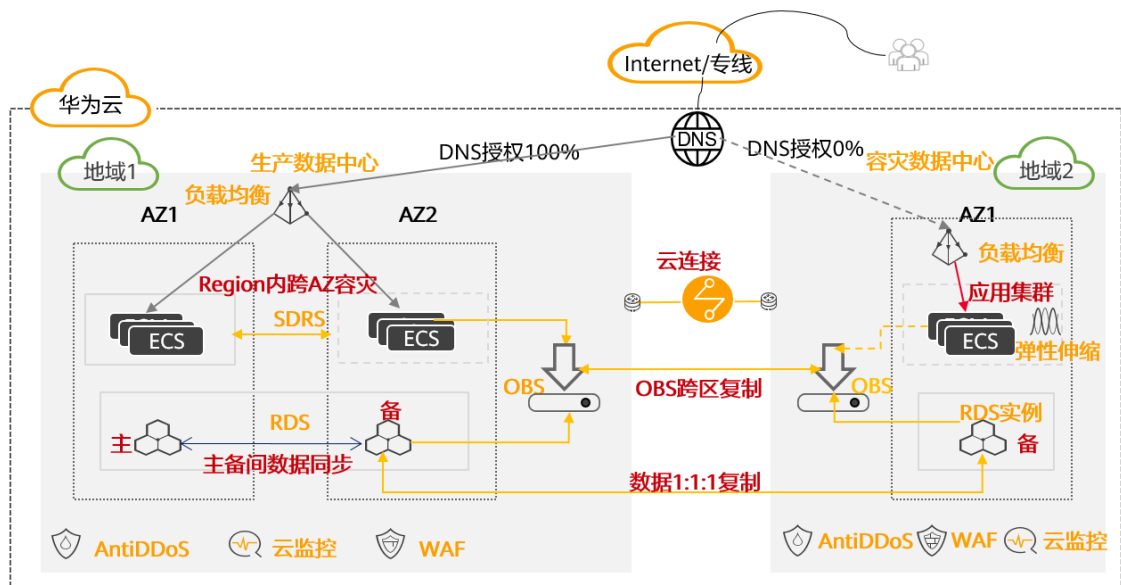 Internet/专线
华为云
DNS
DNS授权100%
DNS授权0%
地域1
生产数据中心
容灾数据中心
地域2
负载均衡
AZ1
AZ2
AZ1
负载均衡
云连接
Region内跨AZ容灾
应用集群
SDRS
ECS
ECS
ECS
弹性伸缩
OBS
OBS跨区复制
OBS
备
RDS
RDS实例
主
备
主备间数据同步
数据1:1:1复制
AntiDDoS
云监控
WAF
AntiDDoS
WAF
云监控